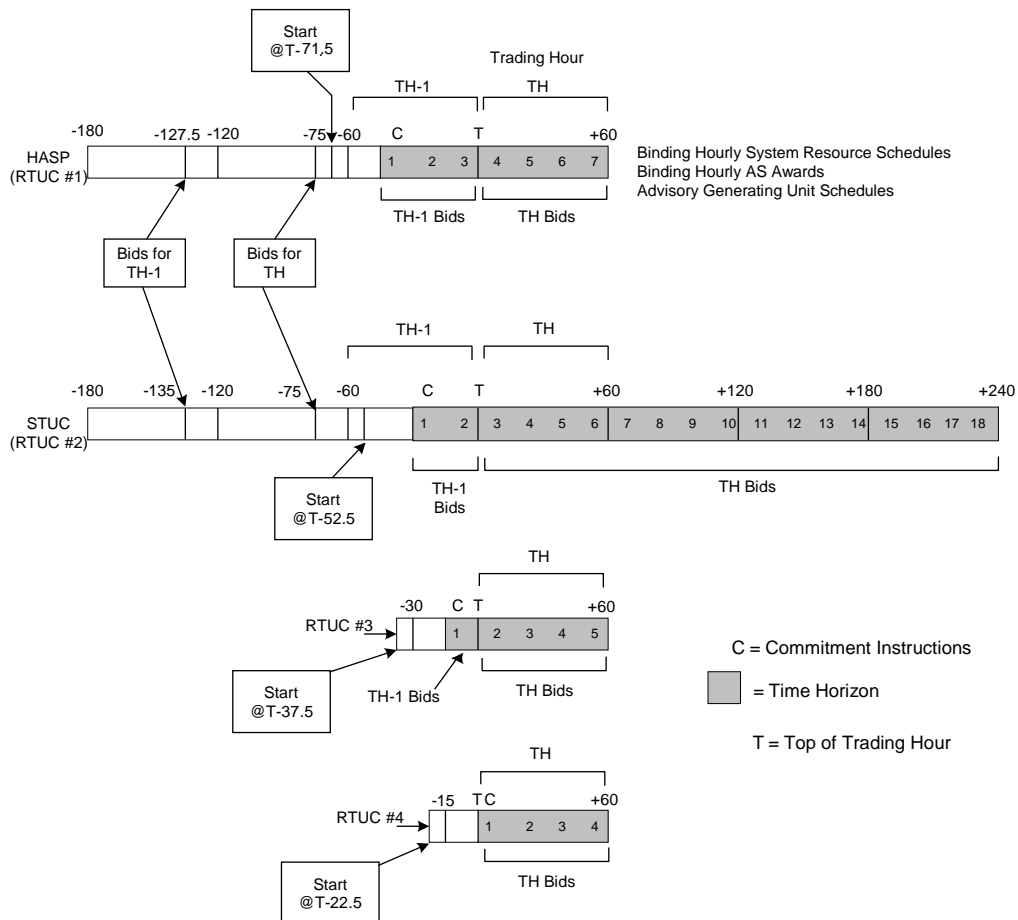 Start
@T-71,5
Trading Hour
TH-1
TH
-180
-127.5
-120
-75
-60
C
T
+60
HASP
(RTUC #1)
1 2 3 4 5 6 7
Binding Hourly System Resource Schedules
Binding Hourly AS Awards
Advisory Generating Unit Schedules
TH-1 Bids
TH Bids
Bids for
TH-1
Bids for
TH
TH-1
TH
-180
-135
-120
-75
-60
C
T
+60
+120
+180
+240
STUC
(RTUC #2)
1 2 3 4 5 6 7 8 9 10 11 12 13 14 15 16 17 18
TH-1
Bids
TH Bids
Start
@T-52.5
TH
-30
C
T
+60
RTUC #3
1 2 3 4 5
TH-1 Bids
TH Bids
Start
@T-37.5
C = Commitment Instructions
= Time Horizon
T = Top of Trading Hour
TH
-15
T C
+60
RTUC #4
1 2 3 4
TH Bids
Start
@T-22.5